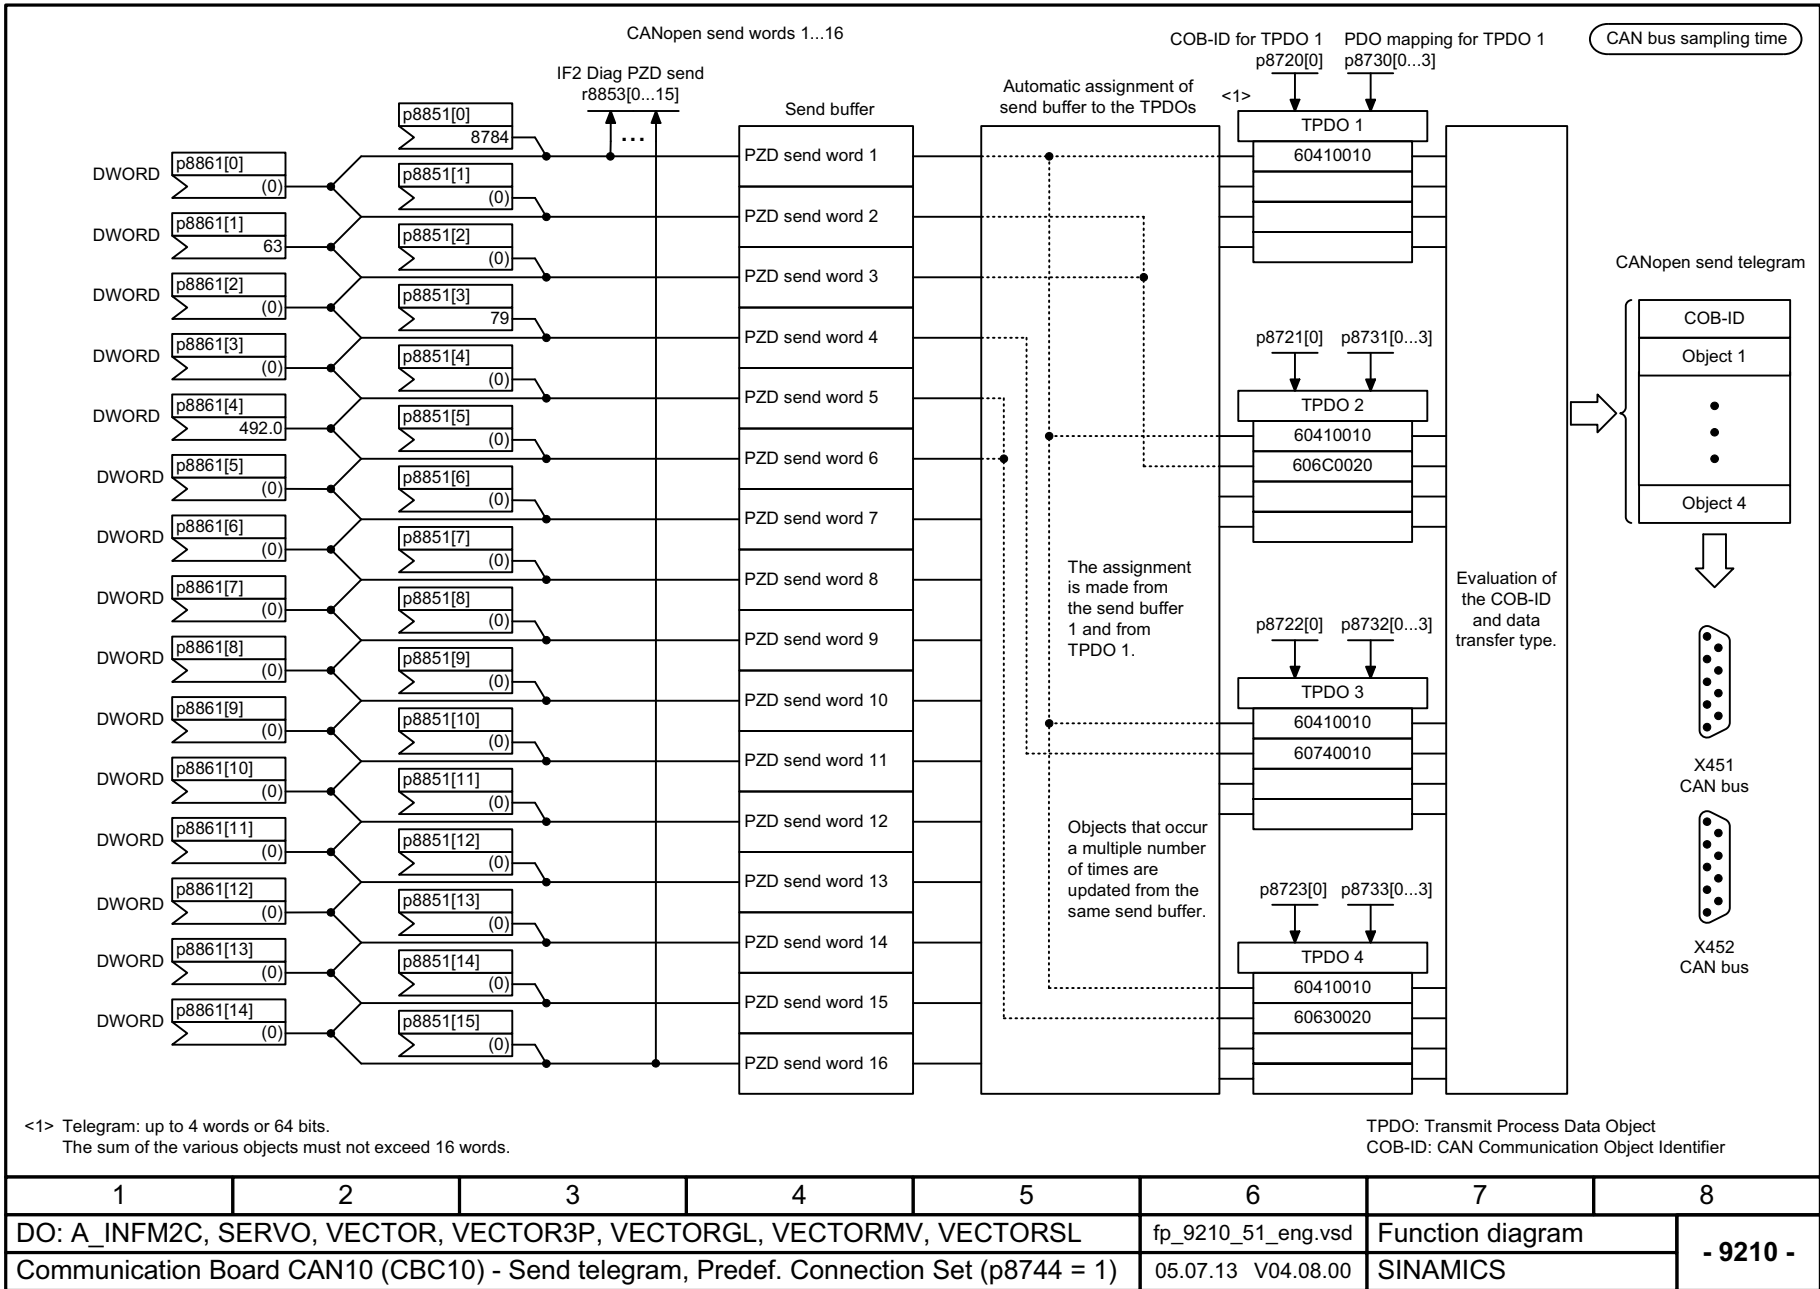 CANopen send words 1...16
COB-ID for TPDO 1
p8720[0]
PDO mapping for TPDO 1
p8730[0...3]
CAN bus sampling time
IF2 Diag PZD send
r8853[0...15]
...
Send buffer
Automatic assignment of
send buffer to the TPDOs
<1>
DWORD
p8861[0]
(0)
DWORD
p8861[1]
63
DWORD
p8861[2]
(0)
DWORD
p8861[3]
(0)
DWORD
p8861[4]
492.0
DWORD
p8861[5]
(0)
DWORD
p8861[6]
(0)
DWORD
p8861[7]
(0)
DWORD
p8861[8]
(0)
DWORD
p8861[9]
(0)
DWORD
p8861[10]
(0)
DWORD
p8861[11]
(0)
DWORD
p8861[12]
(0)
DWORD
p8861[13]
(0)
DWORD
p8861[14]
(0)
p8851[0]
8784
p8851[1]
(0)
p8851[2]
(0)
p8851[3]
79
p8851[4]
(0)
p8851[5]
(0)
p8851[6]
(0)
p8851[7]
(0)
p8851[8]
(0)
p8851[9]
(0)
p8851[10]
(0)
p8851[11]
(0)
p8851[12]
(0)
p8851[13]
(0)
p8851[14]
(0)
p8851[15]
(0)
PZD send word 1
PZD send word 2
PZD send word 3
PZD send word 4
PZD send word 5
PZD send word 6
PZD send word 7
PZD send word 8
PZD send word 9
PZD send word 10
PZD send word 11
PZD send word 12
PZD send word 13
PZD send word 14
PZD send word 15
PZD send word 16
The assignment
is made from
the send buffer
1 and from
TPDO 1.
Objects that occur
a multiple number
of times are
updated from the
same send buffer.
TPDO 1
60410010
p8721[0]
p8731[0...3]
TPDO 2
60410010
606C0020
p8722[0]
p8732[0...3]
TPDO 3
60410010
60740010
p8723[0]
p8733[0...3]
TPDO 4
60410010
60630020
Evaluation of
the COB-ID
and data
transfer type.
CANopen send telegram
COB-ID
Object 1
Object 4
X451
CAN bus
X452
CAN bus
<1> Telegram: up to 4 words or 64 bits.
The sum of the various objects must not exceed 16 words.
TPDO: Transmit Process Data Object
COB-ID: CAN Communication Object Identifier
1 2 3 4 5 6 7 8
DO: A_INFM2C, SERVO, VECTOR, VECTOR3P, VECTORGL, VECTORMV, VECTORSL
fp_9210_51_eng.vsd
Function diagram
- 9210 -
Communication Board CAN10 (CBC10) - Send telegram, Predef. Connection Set (p8744 = 1)
05.07.13 V04.08.00
SINAMICS